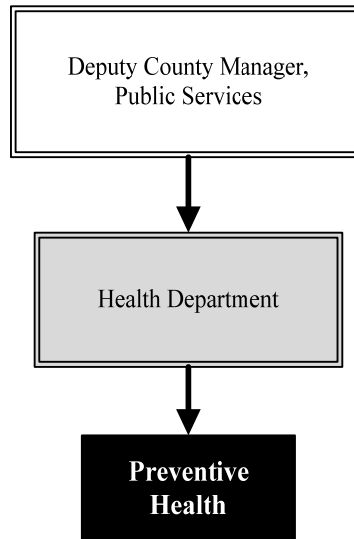 Deputy County Manager,
Public Services
Health Department
Preventive
Health